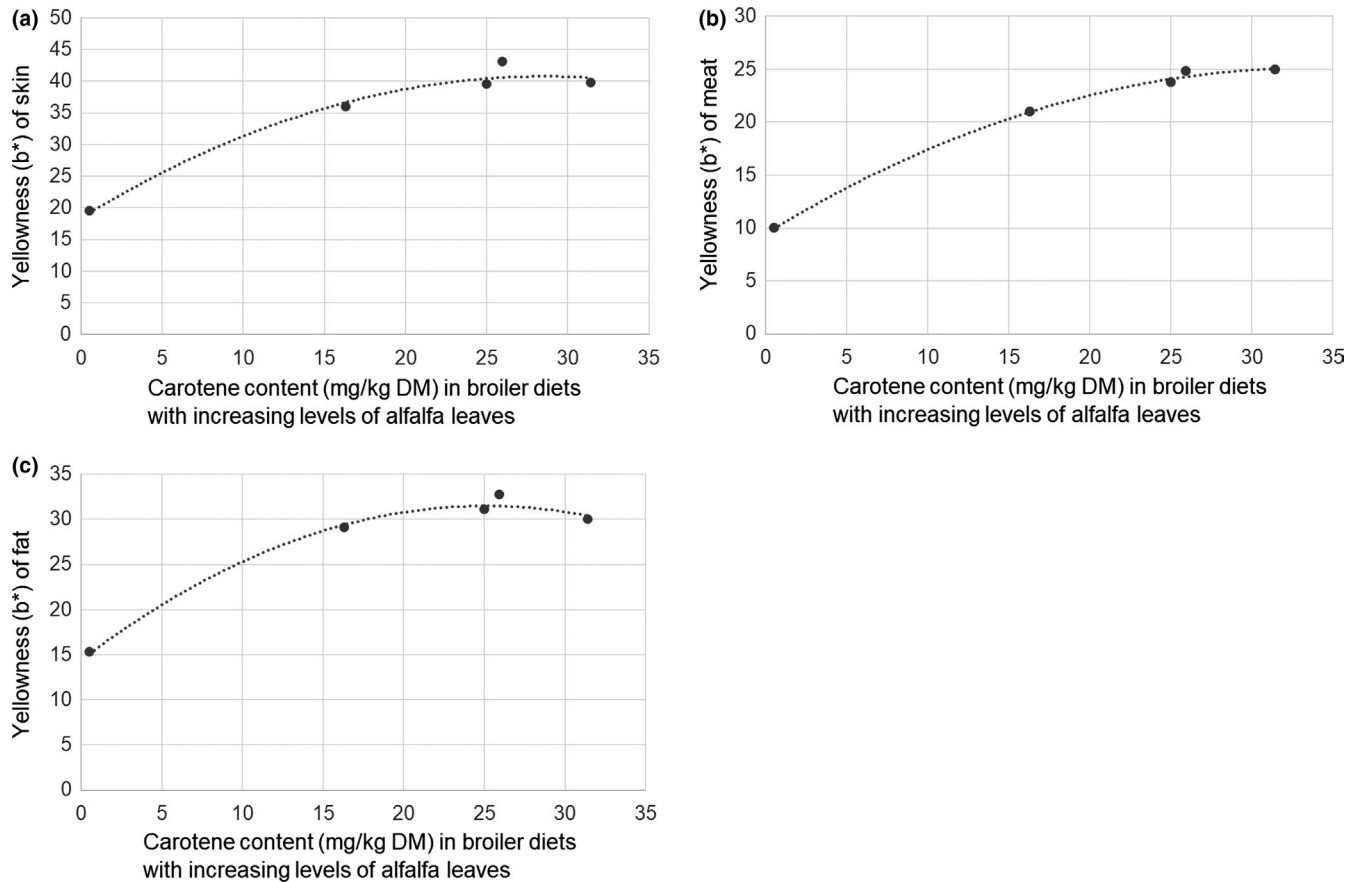 (a)
Yellowness (b*) of skin
50
45
40
35
30
25
20
15
10
5
0
0 5 10 15 20 25 30 35
Carotene content (mg/kg DM) in broiler diets
with increasing levels of alfalfa leaves
(b)
Yellowness (b*) of meat
30
25
20
15
10
5
0
0 5 10 15 20 25 30 35
Carotene content (mg/kg DM) in broiler diets
with increasing levels of alfalfa leaves
(c)
Yellowness (b*) of fat
35
30
25
20
15
10
5
0
0 5 10 15 20 25 30 35
Carotene content (mg/kg DM) in broiler diets
with increasing levels of alfalfa leaves